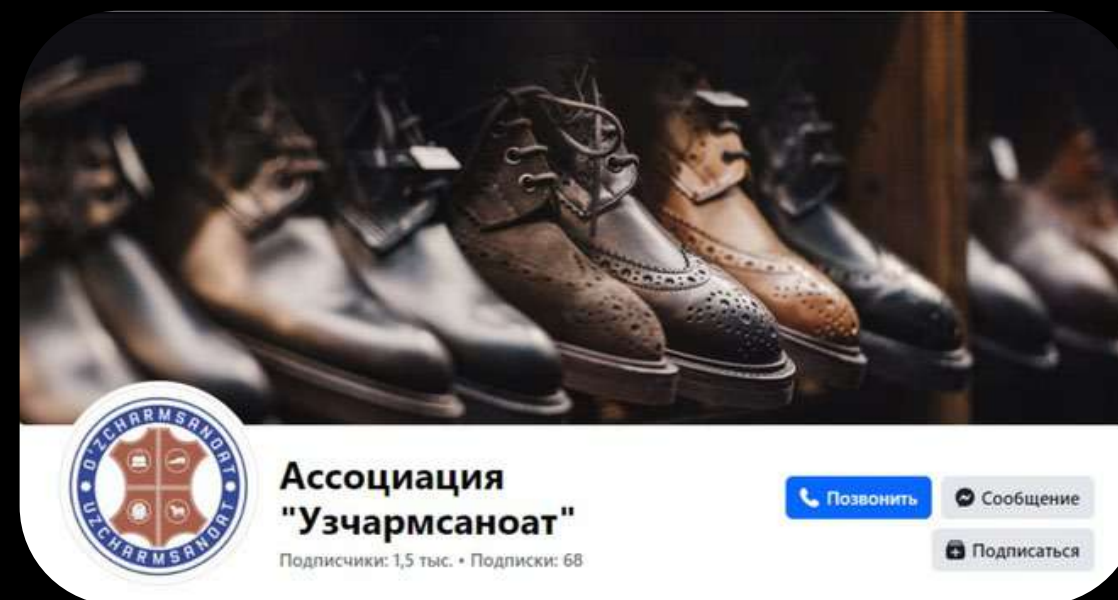 O'ZCHARMSANOAT
UZCHARMSANOAT
Ассоциация
"Узчармсаноат"
Подписчики: 1,5 тыс. • Подписки: 68
Позвонить
Сообщение
Подписаться